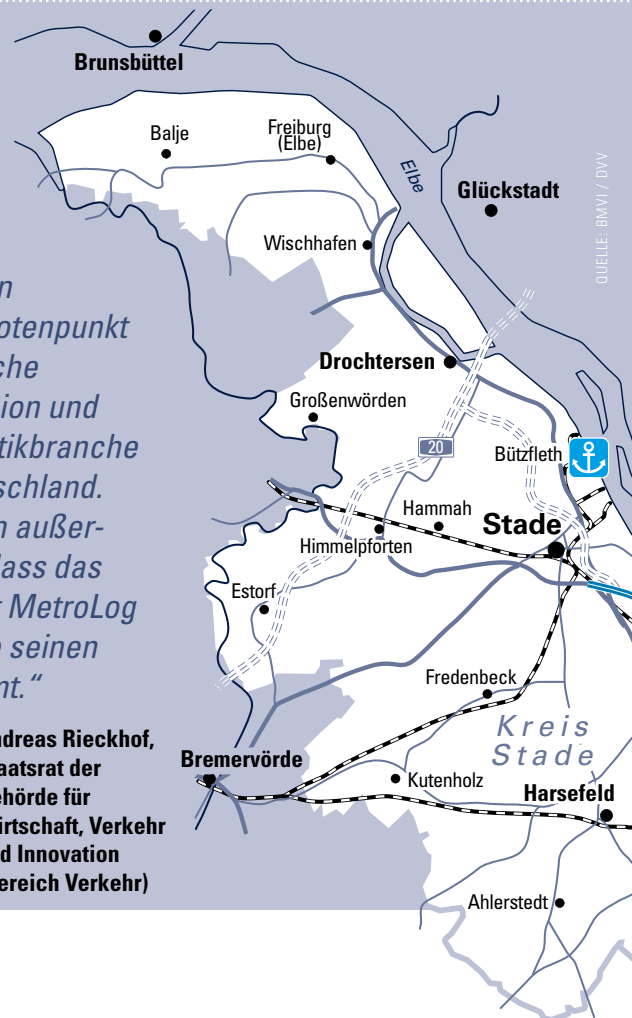 Brunsbüttel
Balje
Freiburg
(Elbe)
Elbe
Glückstadt
QUELLE: BMVI / DVV
Wischhafen
n
otenpunkt
che
ion und
tikbranche
schland.
n außer-
dass das
t MetroLog
seinen
nt.“
Drochtersen
Großenwörden
20
Bützfleth
Hammah
Stade
Himmelpforten
Estorf
Fredenbeck
Kreis
Stade
Bremervörde
Kutenholz
Harsefeld
Ahlerstedt
ndreas Rieckhof,
aatsrat der
ehörde für
irtschaft, Verkehr
d Innovation
ereich Verkehr)